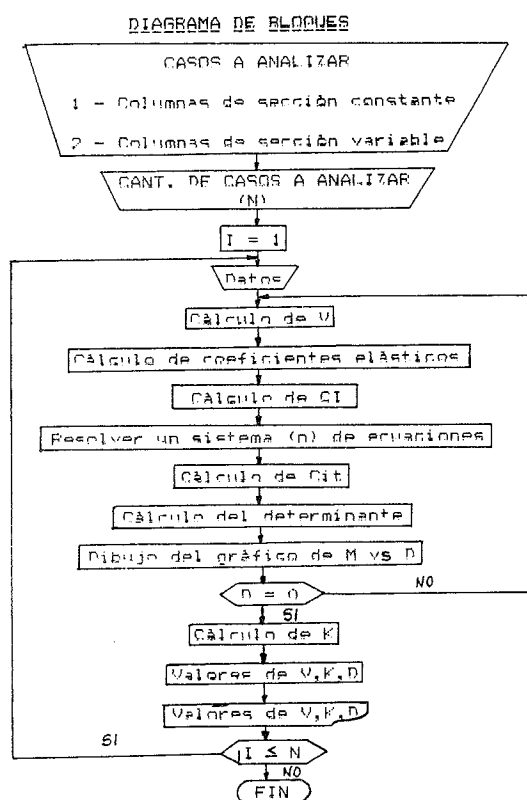 DIAGRAMA DE BLOQUES
CASOS A ANALIZAR
1 - Columnas de sección constante
2 - Columnas de sección variable
CANT. DE CASOS A ANALIZAR
(N)
I = 1
Datos
Cálculo de V
Cálculo de coeficientes elásticos
Cálculo de CI
Resolver un sistema (n) de ecuaciones
Cálculo de Cit
Cálculo del determinante
Dibujo del gráfico de M vs D
D = 0
NO
SI
Cálculo de K
Valores de V,K,D
Valores de V,K,D
SI
I ≤ N
NO
FIN